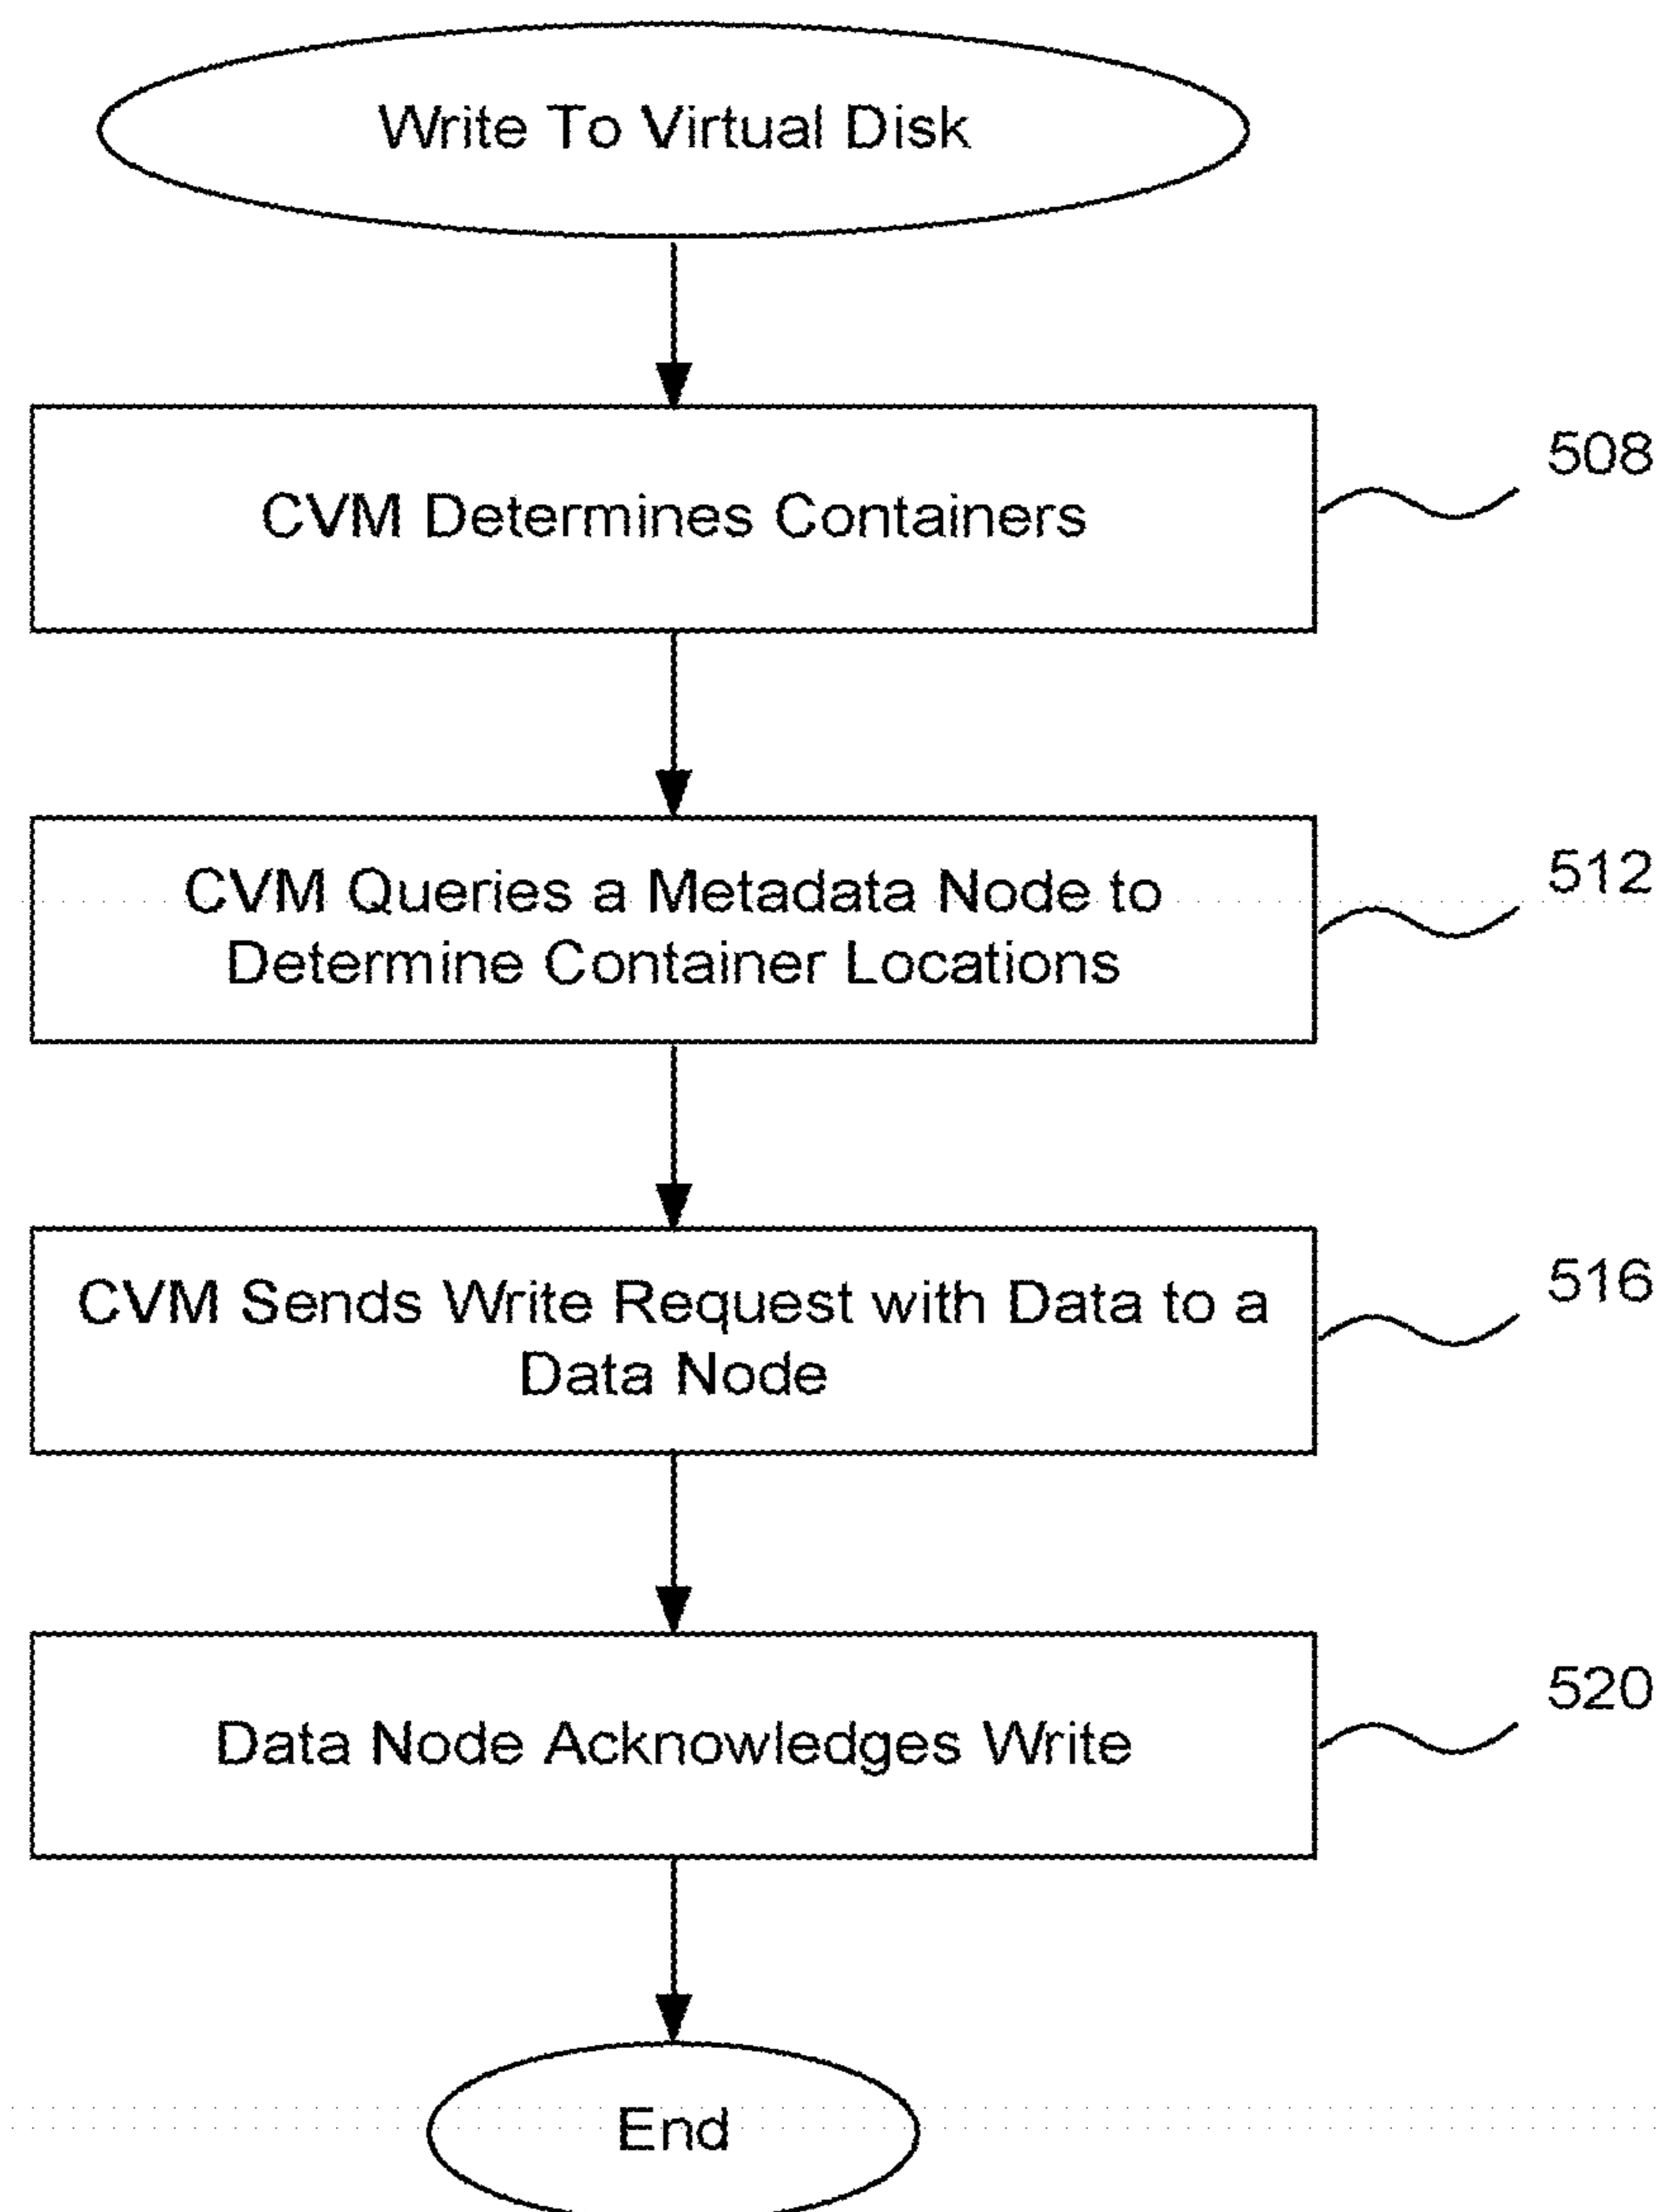 Write To Virtual Disk
CVM Determines Containers
508
CVM Queries a Metadata Node to
Determine Container Locations
512
CVM Sends Write Request with Data to a
Data Node
516
Data Node Acknowledges Write
520
End